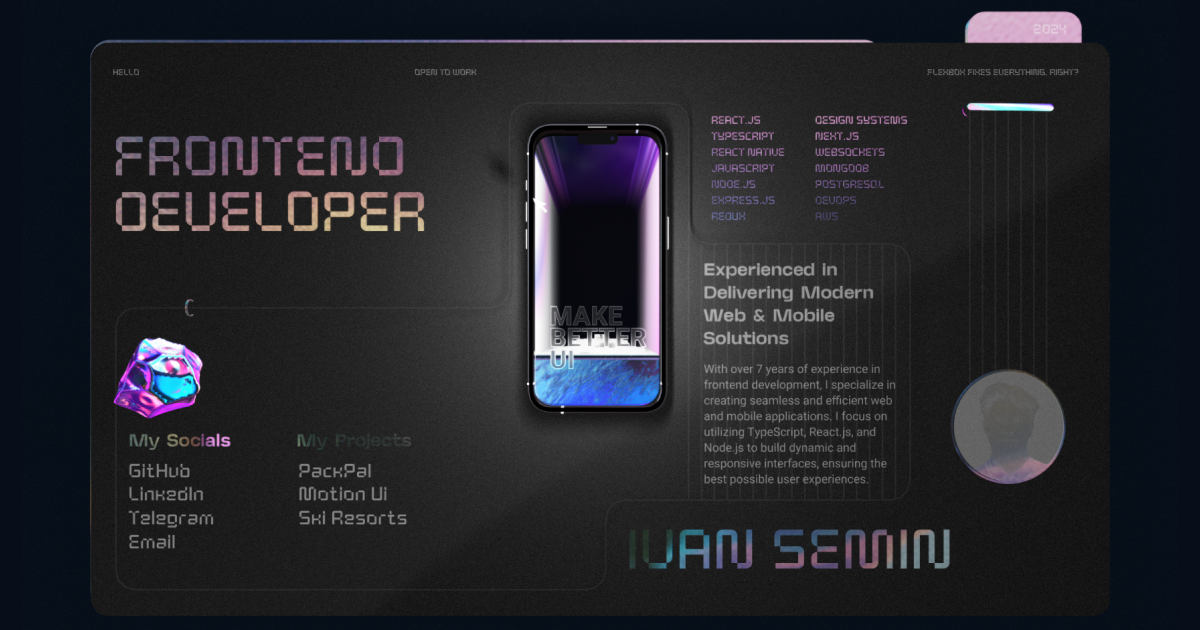 2024
HELLO
OPEN TO WORK
FLEXBOX FIXES EVERYTHING, RIGHT?
FRONTEND
DEVELOPER
REACT.JS
TYPESCRIPT
REACT NATIVE
JAVASCRIPT
NODE.JS
EXPRESS.JS
REDUX
DESIGN SYSTEMS
NEXT.JS
WEBSOCKETS
MONGODB
POSTGRESQL
DEVOPS
AWS
MAKE
BETTER
UI
Experienced in
Delivering Modern
Web & Mobile
Solutions
With over 7 years of experience in
frontend development, I specialize in
creating seamless and efficient web
and mobile applications. I focus on
utilizing TypeScript, React.js, and
Node.js to build dynamic and
responsive interfaces, ensuring the
best possible user experiences.
My Socials
GitHub
LinkedIn
Telegram
Email
My Projects
PackPal
Motion Ui
Ski Resorts
IVAN SEMIN